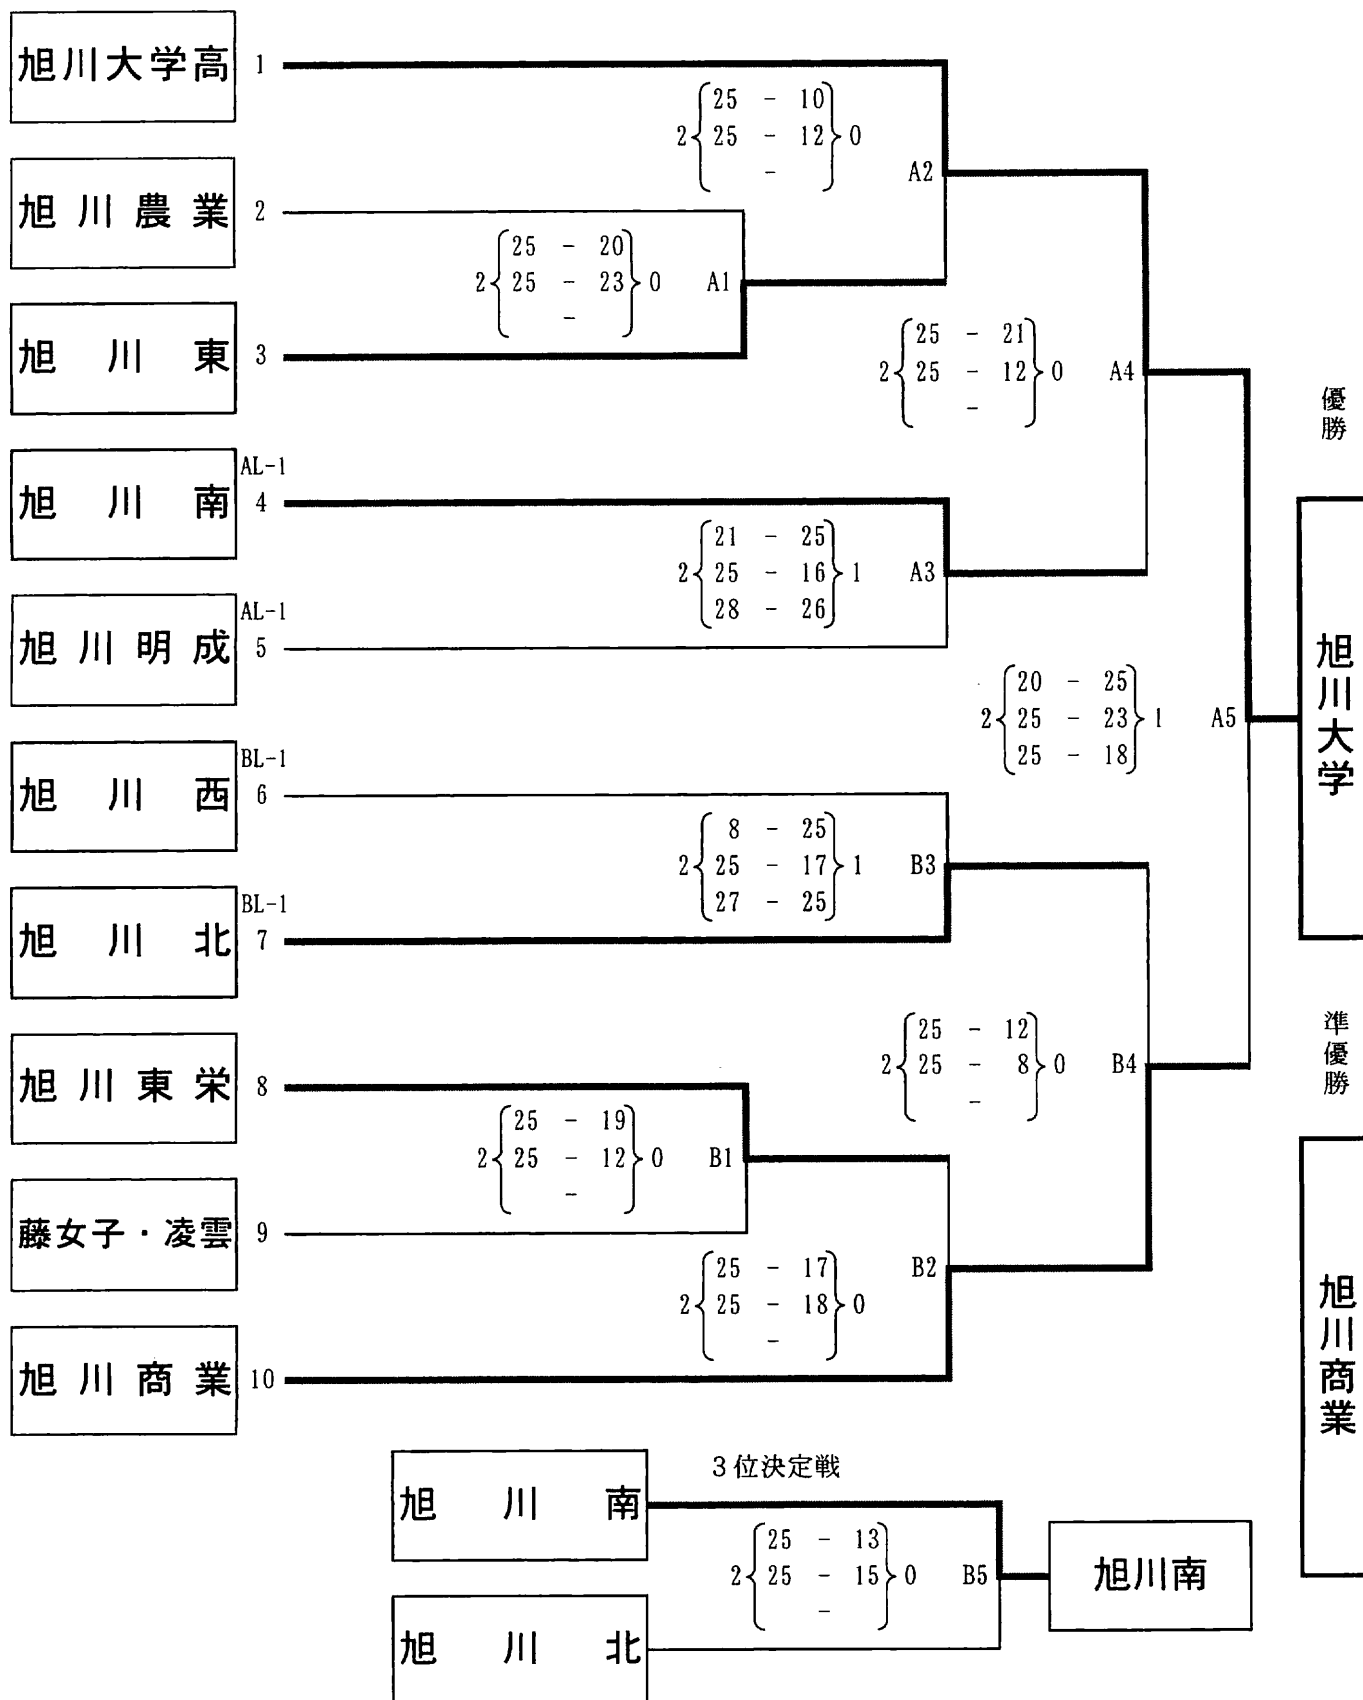 旭川大学高 1
25 - 10
2 25 - 12 0
-
A2
旭川農業 2
25 - 20
2 25 - 23 0
-
A1
旭川東 3
25 - 21
2 25 - 12 0
-
A4
優勝
旭川大学
AL-1
旭川南 4
21 - 25
2 25 - 16 1
28 - 26
A3
AL-1
旭川明成 5
20 - 25
2 25 - 23 1
25 - 18
A5
BL-1
旭川西 6
8 - 25
2 25 - 17 1
27 - 25
B3
BL-1
旭川北 7
25 - 12
2 25 - 8 0
-
B4
準優勝
旭川商業
旭川東栄 8
25 - 19
2 25 - 12 0
-
B1
藤女子・凌雲 9
25 - 17
2 25 - 18 0
-
B2
旭川商業 10
3位決定戦
旭川南
25 - 13
2 25 - 15 0
-
B5
旭川南
旭川北